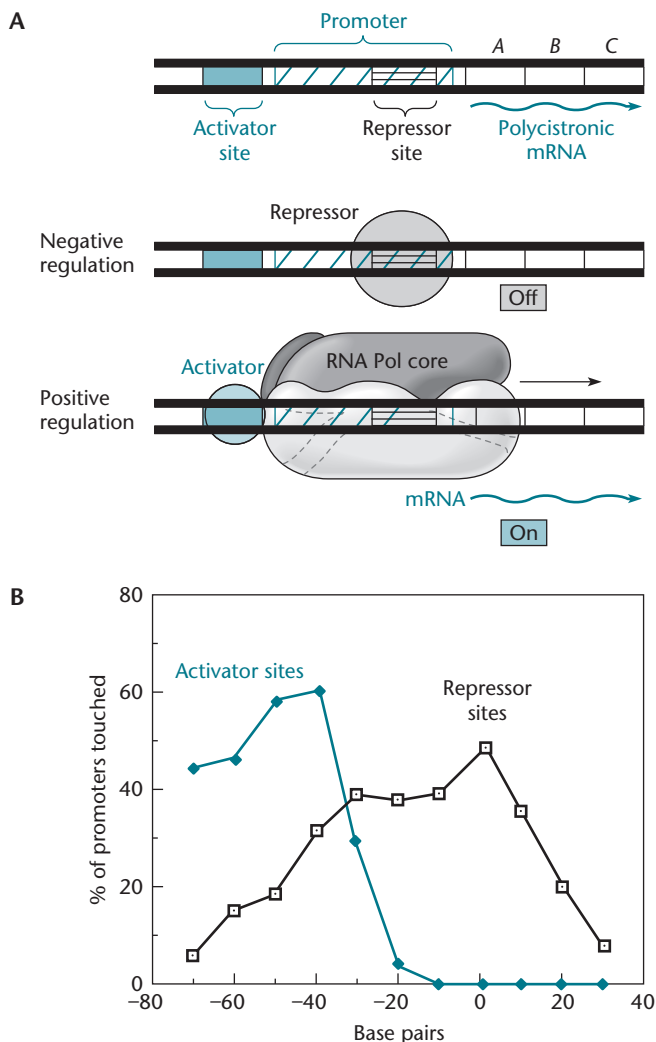 A
Promoter
A B C
Activator
site
Repressor
site
Polycistronic
mRNA
Repressor
Negative
regulation
Off
RNA Pol core
Activator
Positive
regulation
mRNA
On
B
80
60
40
20
0
% of promoters touched
Activator sites
Repressor
sites
−80 −60 −40 −20 0 20 40
Base pairs